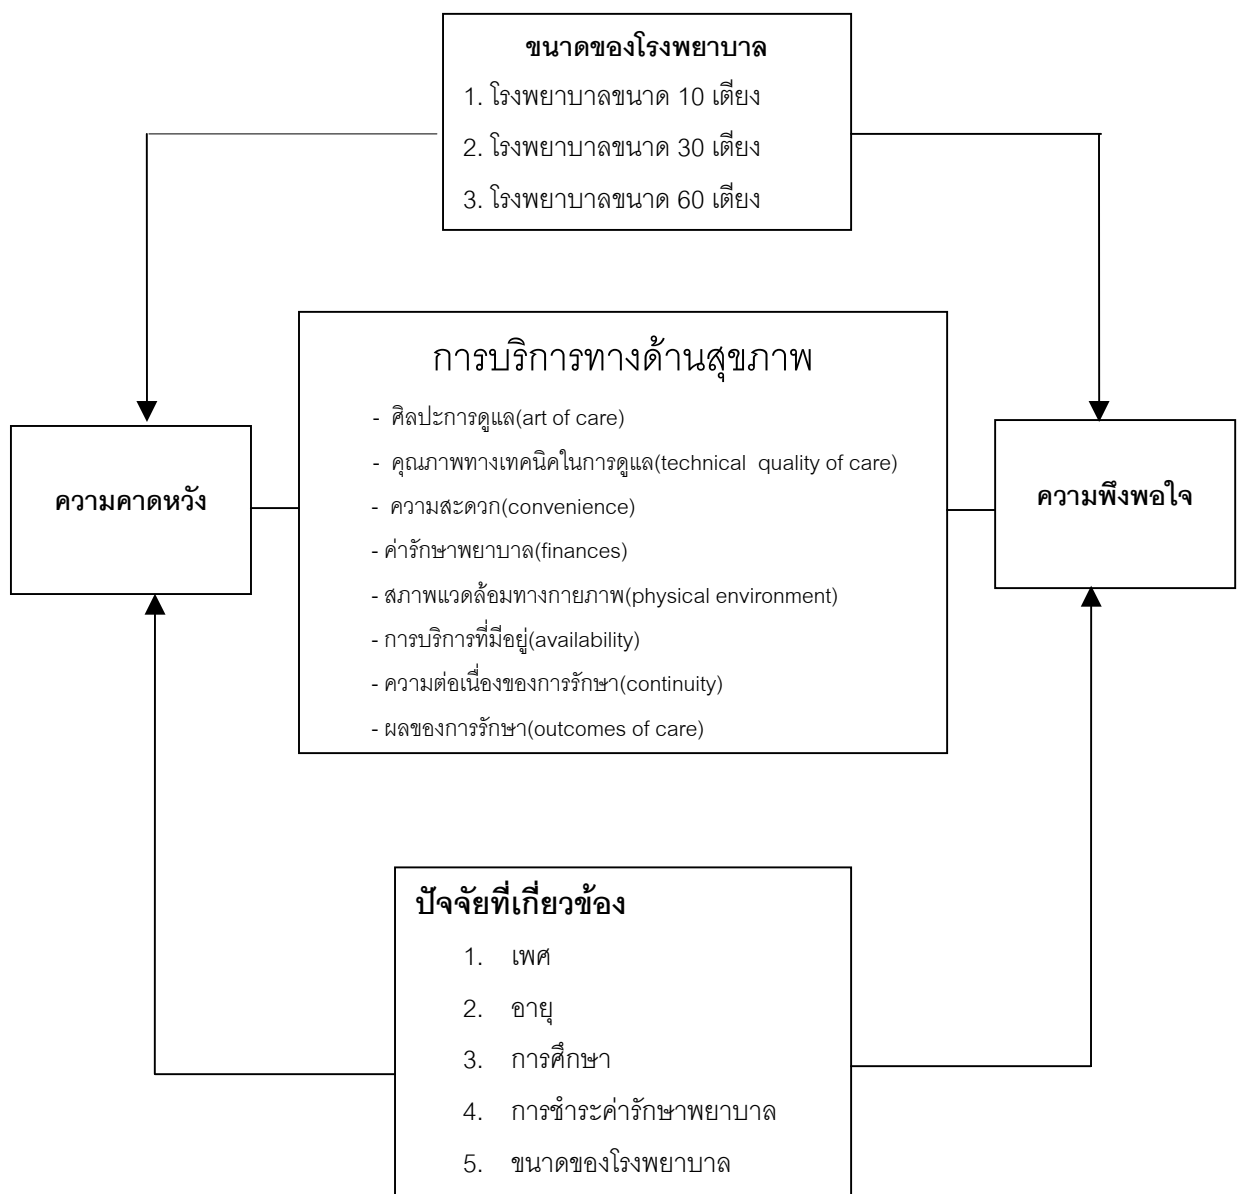 ขนาดของโรงพยาบาล
1. โรงพยาบาลขนาด 10 เตียง
2. โรงพยาบาลขนาด 30 เตียง
3. โรงพยาบาลขนาด 60 เตียง
การบริการทางด้านสุขภาพ
- ศิลปะการดูแล(art of care)
- คุณภาพทางเทคนิคในการดูแล(technical quality of care)
- ความสะดวก(convenience)
- ค่ารักษาพยาบาล(finances)
- สภาพแวดล้อมทางกายภาพ(physical environment)
- การบริการที่มีอยู่(availability)
- ความต่อเนื่องของการรักษา(continuity)
- ผลของการรักษา(outcomes of care)
ความคาดหวัง
ความพึงพอใจ
ปัจจัยที่เกี่ยวข้อง
1. เพศ
2. อายุ
3. การศึกษา
4. การชำระค่ารักษาพยาบาล
5. ขนาดของโรงพยาบาล